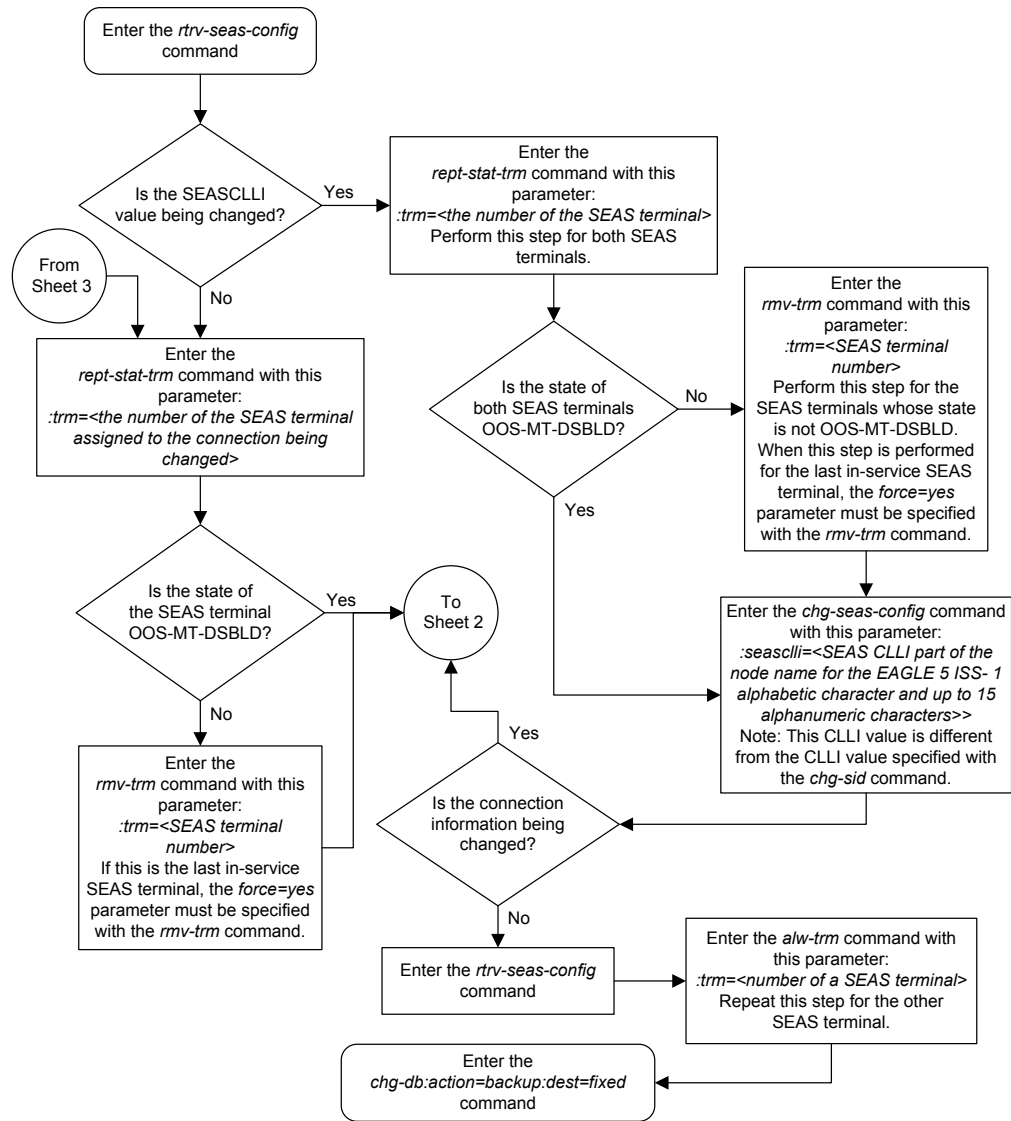 Enter the rtrv-seas-config
command
Is the SEASCLLI
value being changed?
Yes
No
From
Sheet 3
Enter the
rept-stat-trm command with this
parameter:
:trm=<the number of the SEAS terminal>
Perform this step for both SEAS
terminals.
Enter the
rmv-trm command with this
parameter:
:trm=<SEAS terminal
number>
Perform this step for the
SEAS terminals whose state
is not OOS-MT-DSBLD.
When this step is performed
for the last in-service SEAS
terminal, the force=yes
parameter must be specified
with the rmv-trm command.
Enter the
rept-stat-trm command with this
parameter:
:trm=<the number of the SEAS terminal
assigned to the connection being
changed>
Is the state of
both SEAS terminals
OOS-MT-DSBLD?
No
Yes
Is the state of
the SEAS terminal
OOS-MT-DSBLD?
Yes
No
To
Sheet 2
Enter the chg-seas-config command
with this parameter:
:seasclli=<SEAS CLLI part of the
node name for the EAGLE 5 ISS- 1
alphabetic character and up to 15
alphanumeric characters>>
Note: This CLLI value is different
from the CLLI value specified with
the chg-sid command.
Enter the
rmv-trm command with this
parameter:
:trm=<SEAS terminal
number>
If this is the last in-service
SEAS terminal, the force=yes
parameter must be specified
with the rmv-trm command.
Yes
Is the connection
information being
changed?
No
Enter the rtrv-seas-config
command
Enter the alw-trm command with
this parameter:
:trm=<number of a SEAS terminal>
Repeat this step for the other
SEAS terminal.
Enter the
chg-db:action=backup:dest=fixed
command